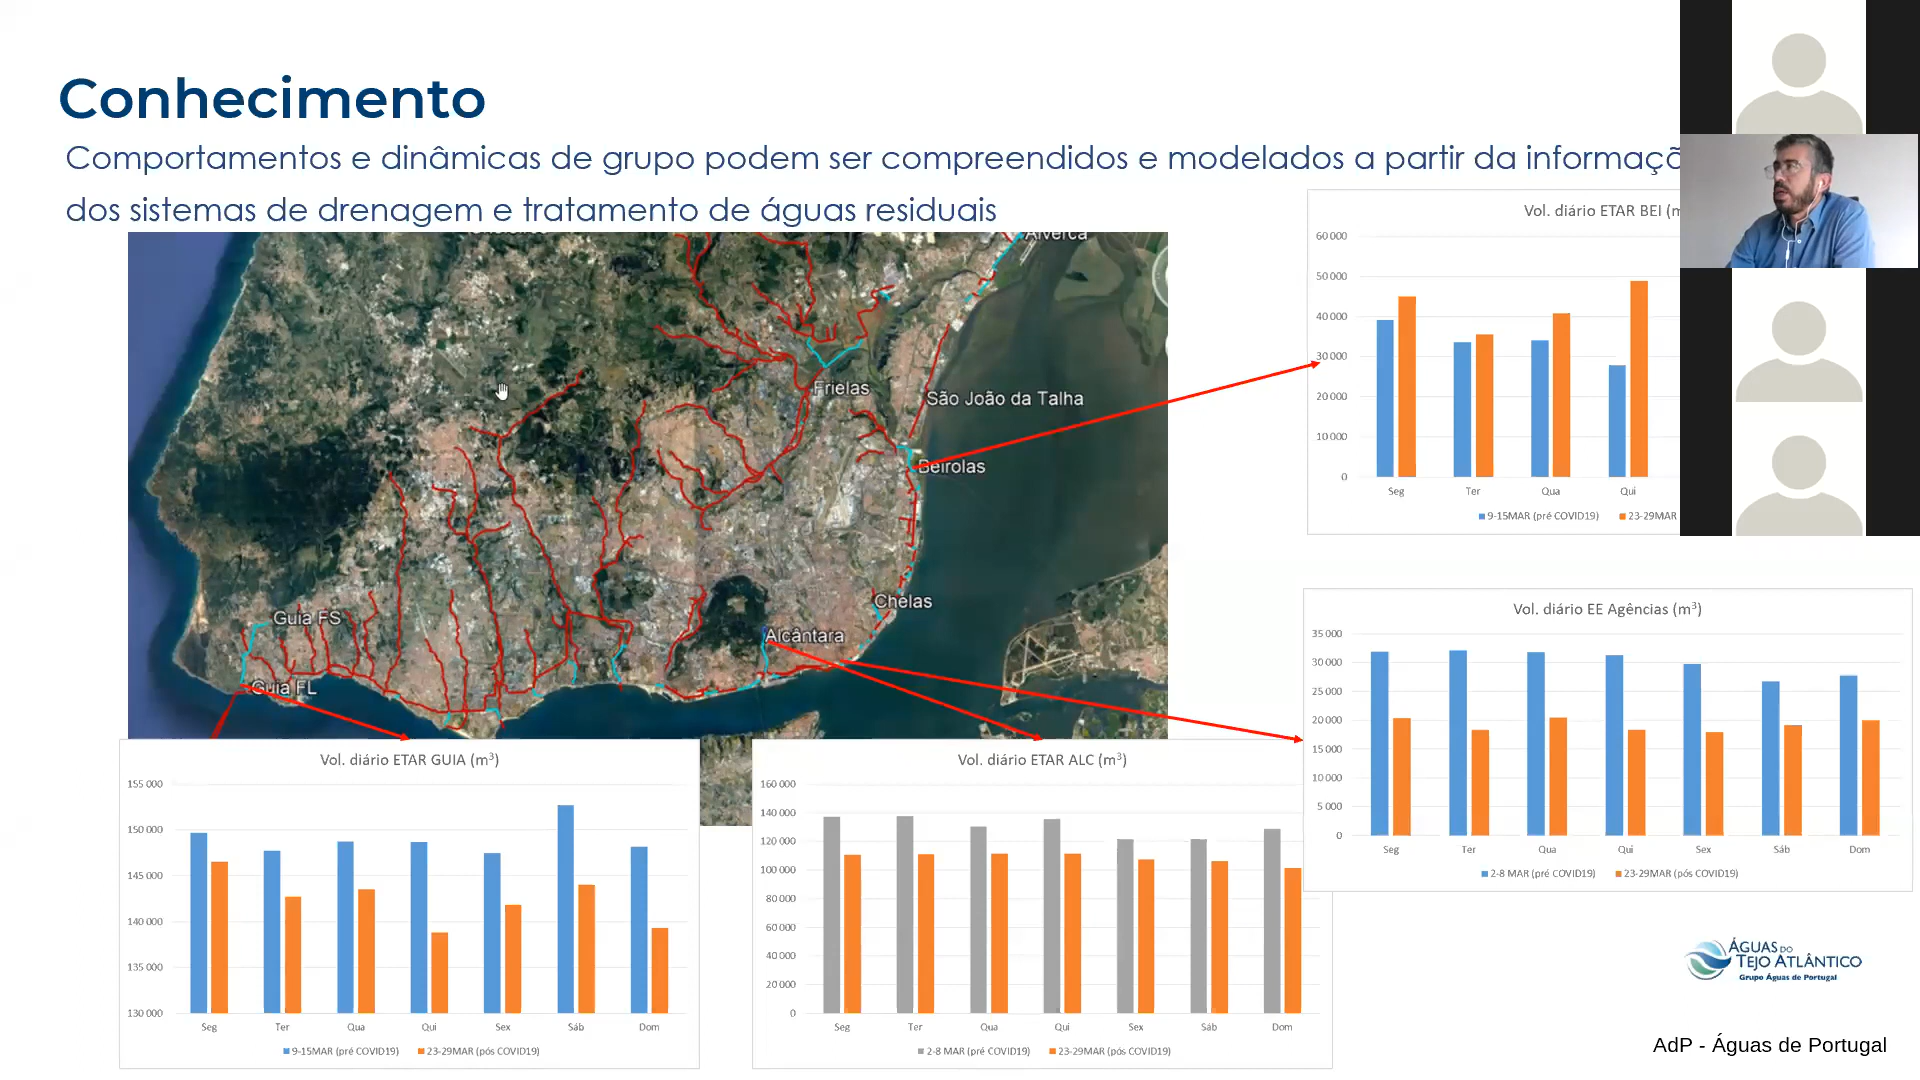 Conhecimento
Comportamentos e dinâmicas de grupo podem ser compreendidos e modelados a partir da informaçõ
dos sistemas de drenagem e tratamento de águas residuais
Alverca
Frielas
São João da Talha
Beirolas
Chelas
Alcântara
Guia FS
Guia FL
Vol. diário ETAR BEI (m
60 000
50 000
40 000
30 000
20 000
10 000
0
Seg Ter Qua Qui
9-15MAR (pré COVID19) 23-29MAR
Vol. diário EE Agências (m³)
35 000
30 000
25 000
20 000
15 000
10 000
5 000
0
Seg Ter Qua Qui Sex Sáb Dom
2-8 MAR (pré COVID19) 23-29MAR (pós COVID19)
Vol. diário ETAR GUIA (m³)
155 000
150 000
145 000
140 000
135 000
130 000
Seg Ter Qua Qui Sex Sáb Dom
9-15MAR (pré COVID19) 23-29MAR (pós COVID19)
Vol. diário ETAR ALC (m³)
160 000
140 000
120 000
100 000
80 000
60 000
40 000
20 000
0
Seg Ter Qua Qui Sex Sáb Dom
2-8 MAR (pré COVID19) 23-29MAR (pós COVID19)
ÁGUAS DO
TEJO ATLÂNTICO
Grupo Águas de Portugal
AdP - Águas de Portugal